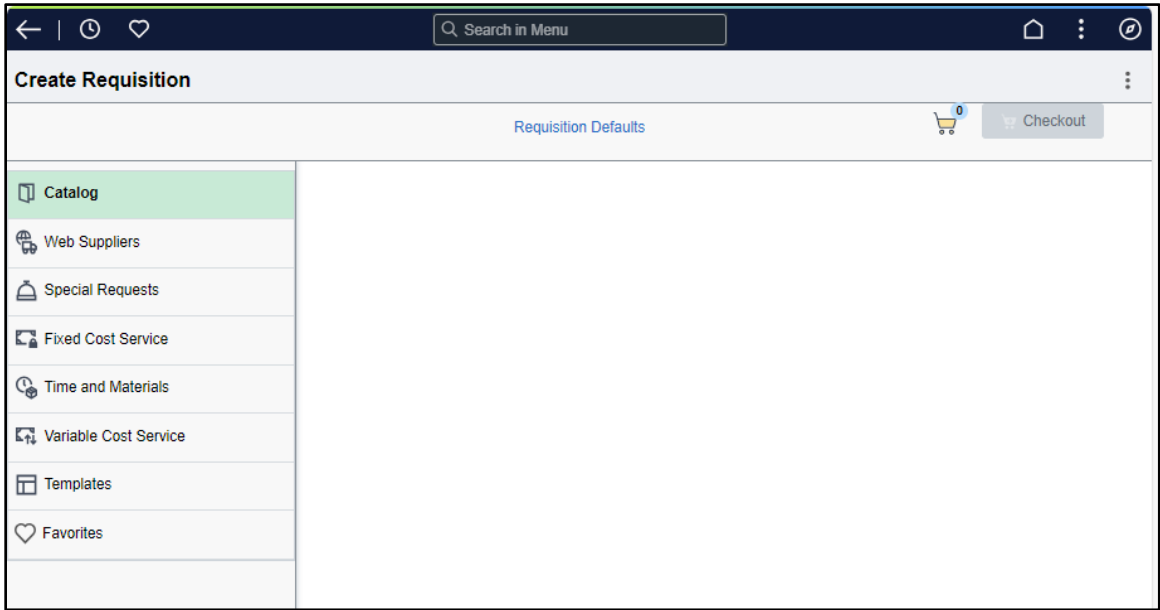 Search in Menu
Create Requisition
Requisition Defaults
0
Checkout
Catalog
Web Suppliers
Special Requests
Fixed Cost Service
Time and Materials
Variable Cost Service
Templates
Favorites